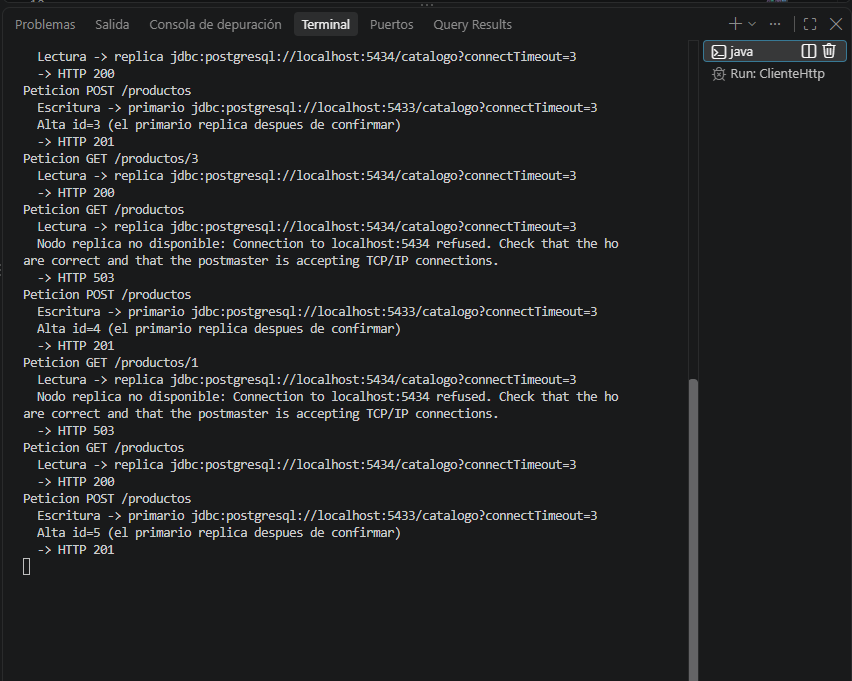 Problemas Salida Consola de depuración Terminal Puertos Query Results
java
Run: ClienteHttp
Lectura -> replica jdbc:postgresql://localhost:5434/catalogo?connectTimeout=3
-> HTTP 200
Peticion POST /productos
Escritura -> primario jdbc:postgresql://localhost:5433/catalogo?connectTimeout=3
Alta id=3 (el primario replica despues de confirmar)
-> HTTP 201
Peticion GET /productos/3
Lectura -> replica jdbc:postgresql://localhost:5434/catalogo?connectTimeout=3
-> HTTP 200
Peticion GET /productos
Lectura -> replica jdbc:postgresql://localhost:5434/catalogo?connectTimeout=3
Nodo replica no disponible: Connection to localhost:5434 refused. Check that the ho
are correct and that the postmaster is accepting TCP/IP connections.
-> HTTP 503
Peticion POST /productos
Escritura -> primario jdbc:postgresql://localhost:5433/catalogo?connectTimeout=3
Alta id=4 (el primario replica despues de confirmar)
-> HTTP 201
Peticion GET /productos/1
Lectura -> replica jdbc:postgresql://localhost:5434/catalogo?connectTimeout=3
Nodo replica no disponible: Connection to localhost:5434 refused. Check that the ho
are correct and that the postmaster is accepting TCP/IP connections.
-> HTTP 503
Peticion GET /productos
Lectura -> replica jdbc:postgresql://localhost:5434/catalogo?connectTimeout=3
-> HTTP 200
Peticion POST /productos
Escritura -> primario jdbc:postgresql://localhost:5433/catalogo?connectTimeout=3
Alta id=5 (el primario replica despues de confirmar)
-> HTTP 201